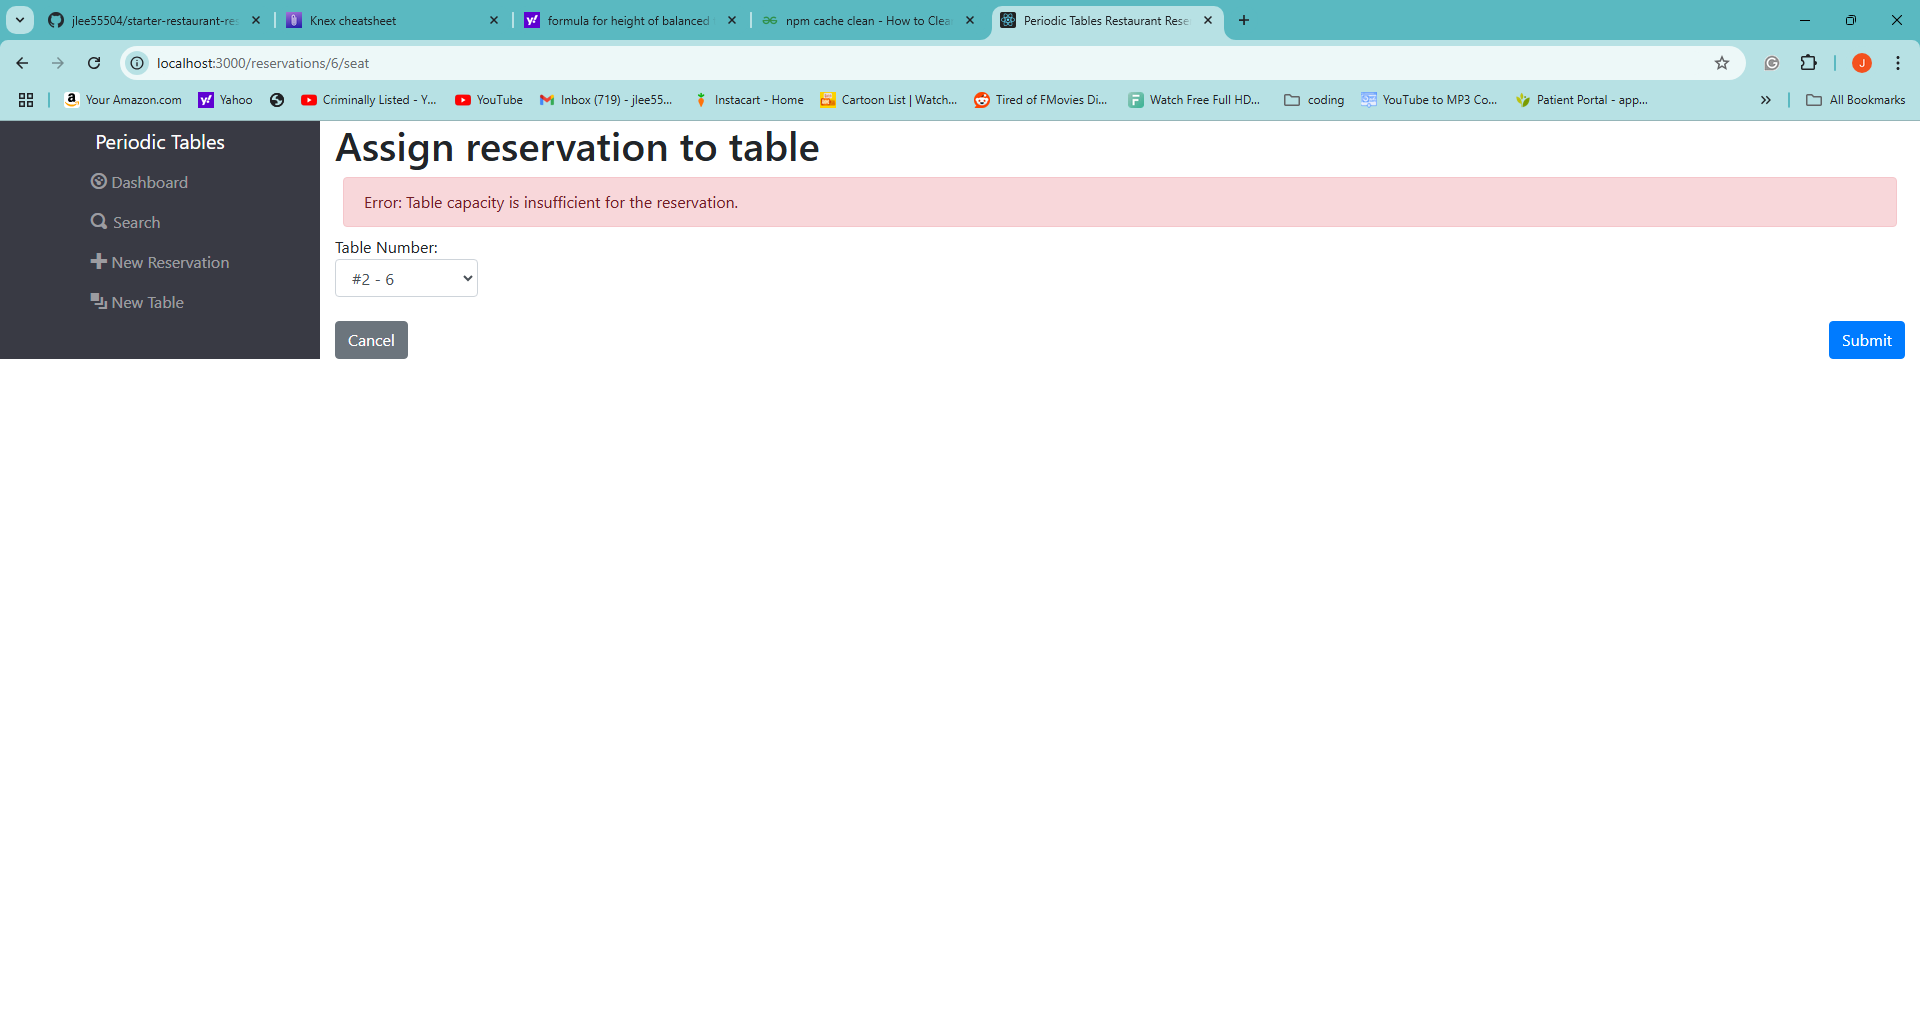 jlee55504/starter-restaurant-res
Knex cheatsheet
formula for height of balanced
npm cache clean - How to Clea
Periodic Tables Restaurant Rese
localhost:3000/reservations/6/seat
Your Amazon.com
Yahoo
Criminally Listed - Y...
YouTube
Inbox (719) - jlee55...
Instacart - Home
Cartoon List | Watch...
Tired of FMovies Di...
Watch Free Full HD...
coding
YouTube to MP3 Co...
Patient Portal - app...
All Bookmarks
Periodic Tables
Dashboard
Search
New Reservation
New Table
Assign reservation to table
Error: Table capacity is insufficient for the reservation.
Table Number:
#2 - 6
Cancel
Submit